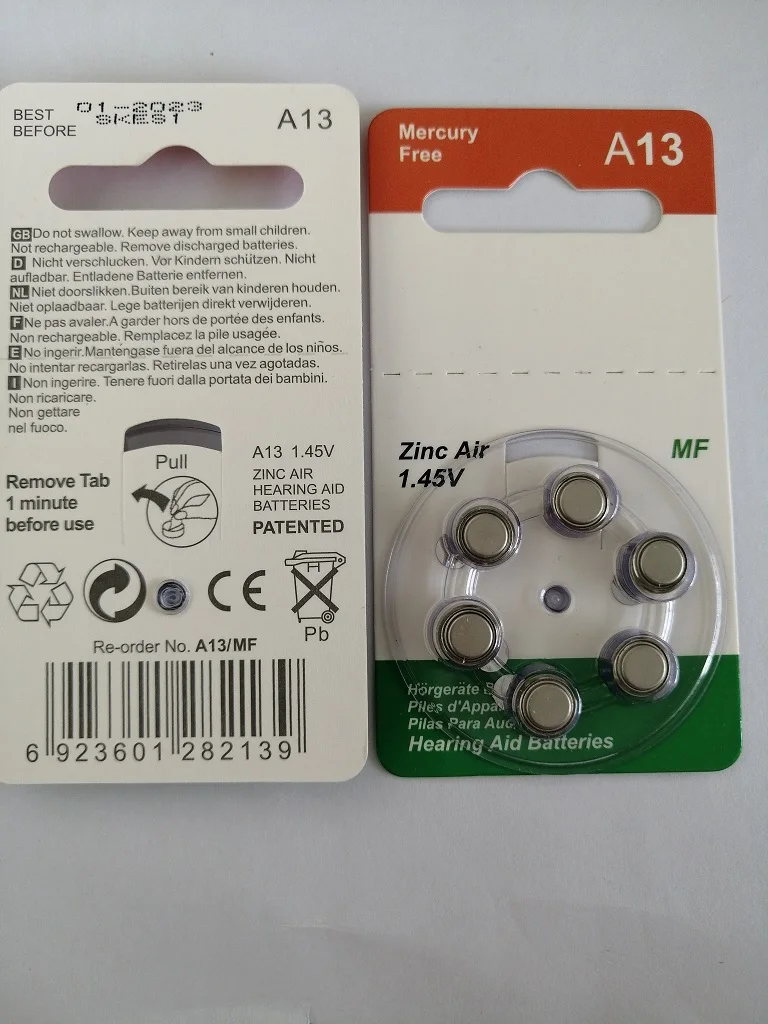 BEST BEFORE
01-2023
A13
GB Do not swallow. Keep away from small children.
Not rechargeable. Remove discharged batteries.
D Nicht verschlucken. Vor Kindern schützen. Nicht
aufladbar. Entladene Batterie entfernen.
NL Niet doorslikken.Buiten bereik van kinderen houden.
Niet oplaadbaar. Lege batterijen direkt verwijderen.
F Ne pas avaler.A garder hors de portée des enfants.
Non rechargeable. Remplacez la pile usagée.
E No ingerir.Manténgase fuera del alcance de los niños.
No intentar recargarlas. Retirelas una vez agotadas.
I Non ingerire. Tenere fuori dalla portata dei bambini.
Non ricaricare.
Non gettare
nel fuoco.
Pull
Remove Tab
1 minute
before use
A13 1.45V
ZINC AIR
HEARING AID
BATTERIES
PATENTED
CE
H
Pb
Re-order No. A13/MF
6 923601 282139
Mercury
Free
A13
Zinc Air
1.45V
MF
Hörgeräte
Piles d'Appa
Pilas Para Aud
Hearing Aid Batteries